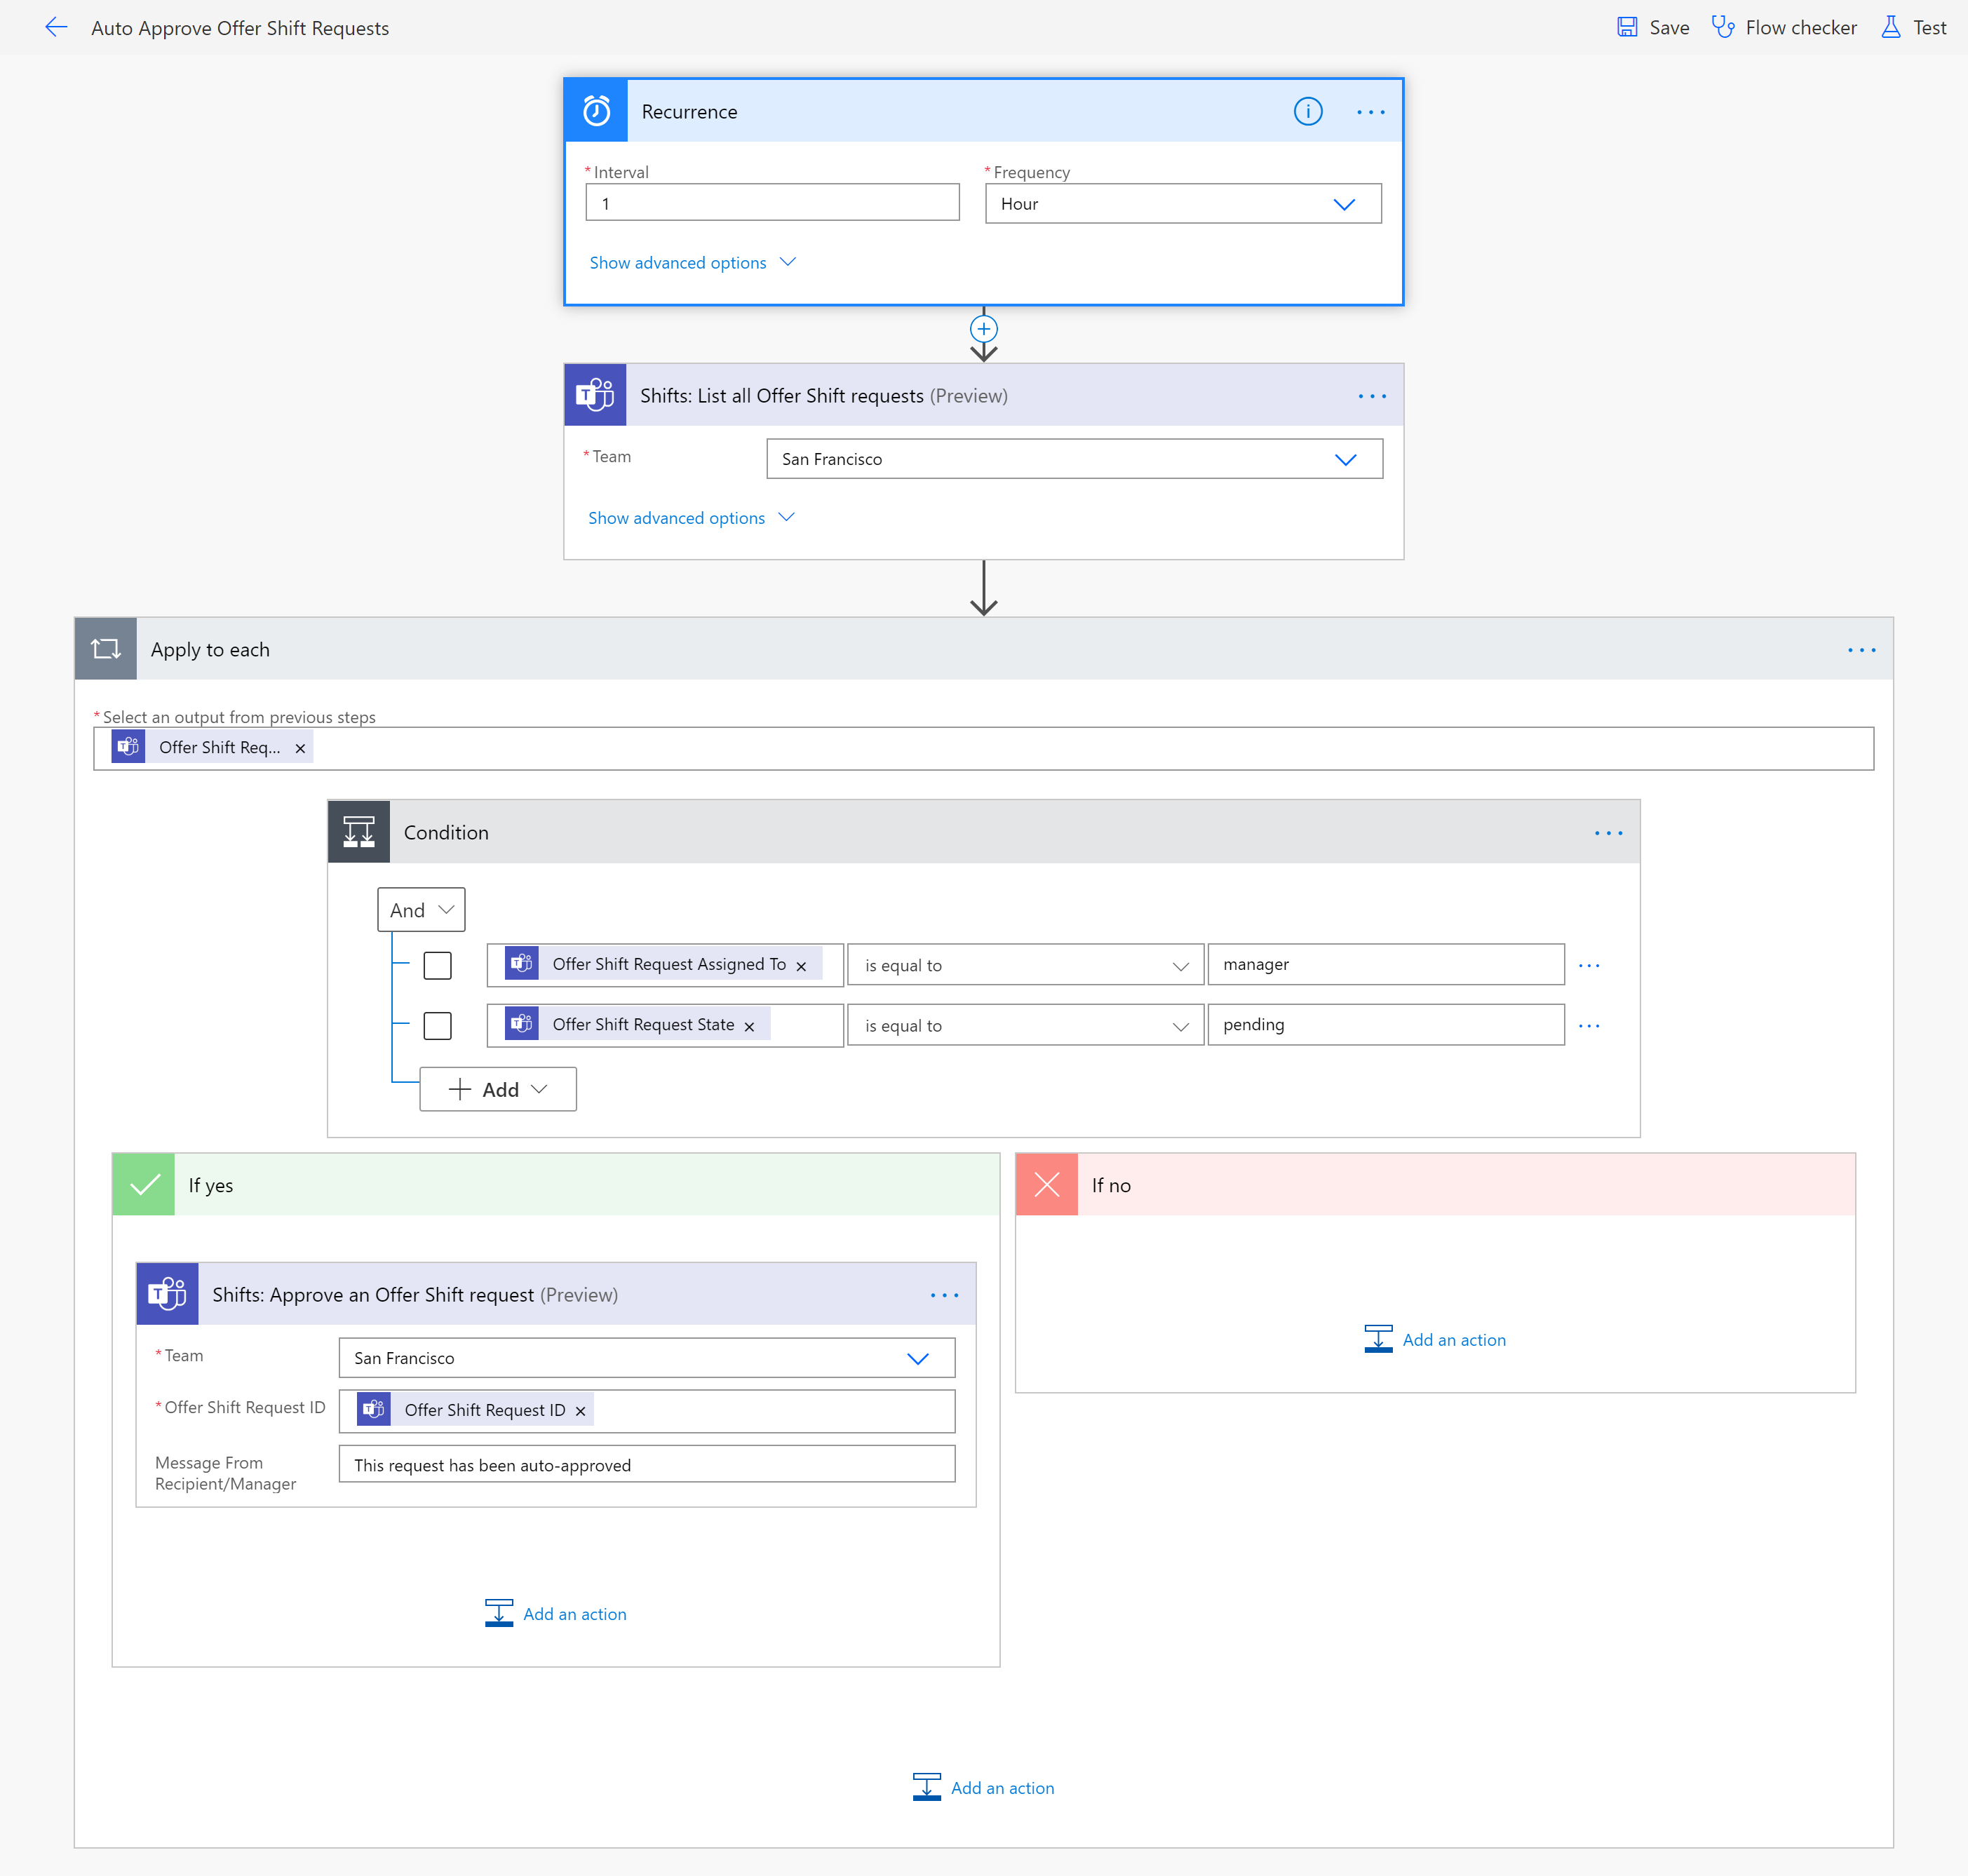 Auto Approve Offer Shift Requests
Save
Flow checker
Test
Recurrence
* Interval
* Frequency
1
Hour
Show advanced options
Shifts: List all Offer Shift requests (Preview)
* Team
San Francisco
Show advanced options
Apply to each
* Select an output from previous steps
Offer Shift Req...
Condition
And
Offer Shift Request Assigned To
is equal to
manager
Offer Shift Request State
is equal to
pending
Add
If yes
If no
Shifts: Approve an Offer Shift request (Preview)
* Team
San Francisco
* Offer Shift Request ID
Offer Shift Request ID
Message From
Recipient/Manager
This request has been auto-approved
Add an action
Add an action
Add an action